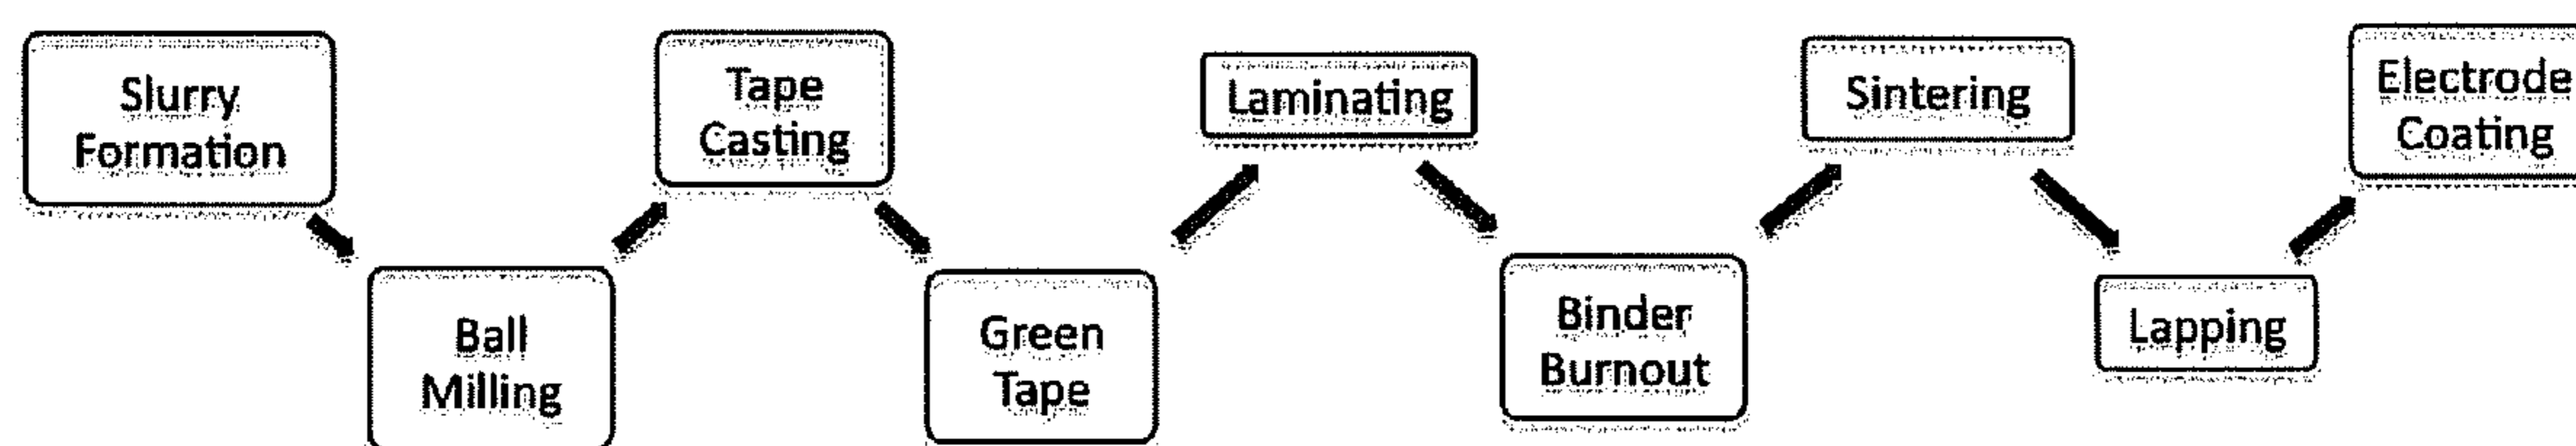 Slurry
Formation
Ball
Milling
Tape
Casting
Green
Tape
Laminating
Binder
Burnout
Sintering
Lapping
Electrode
Coating